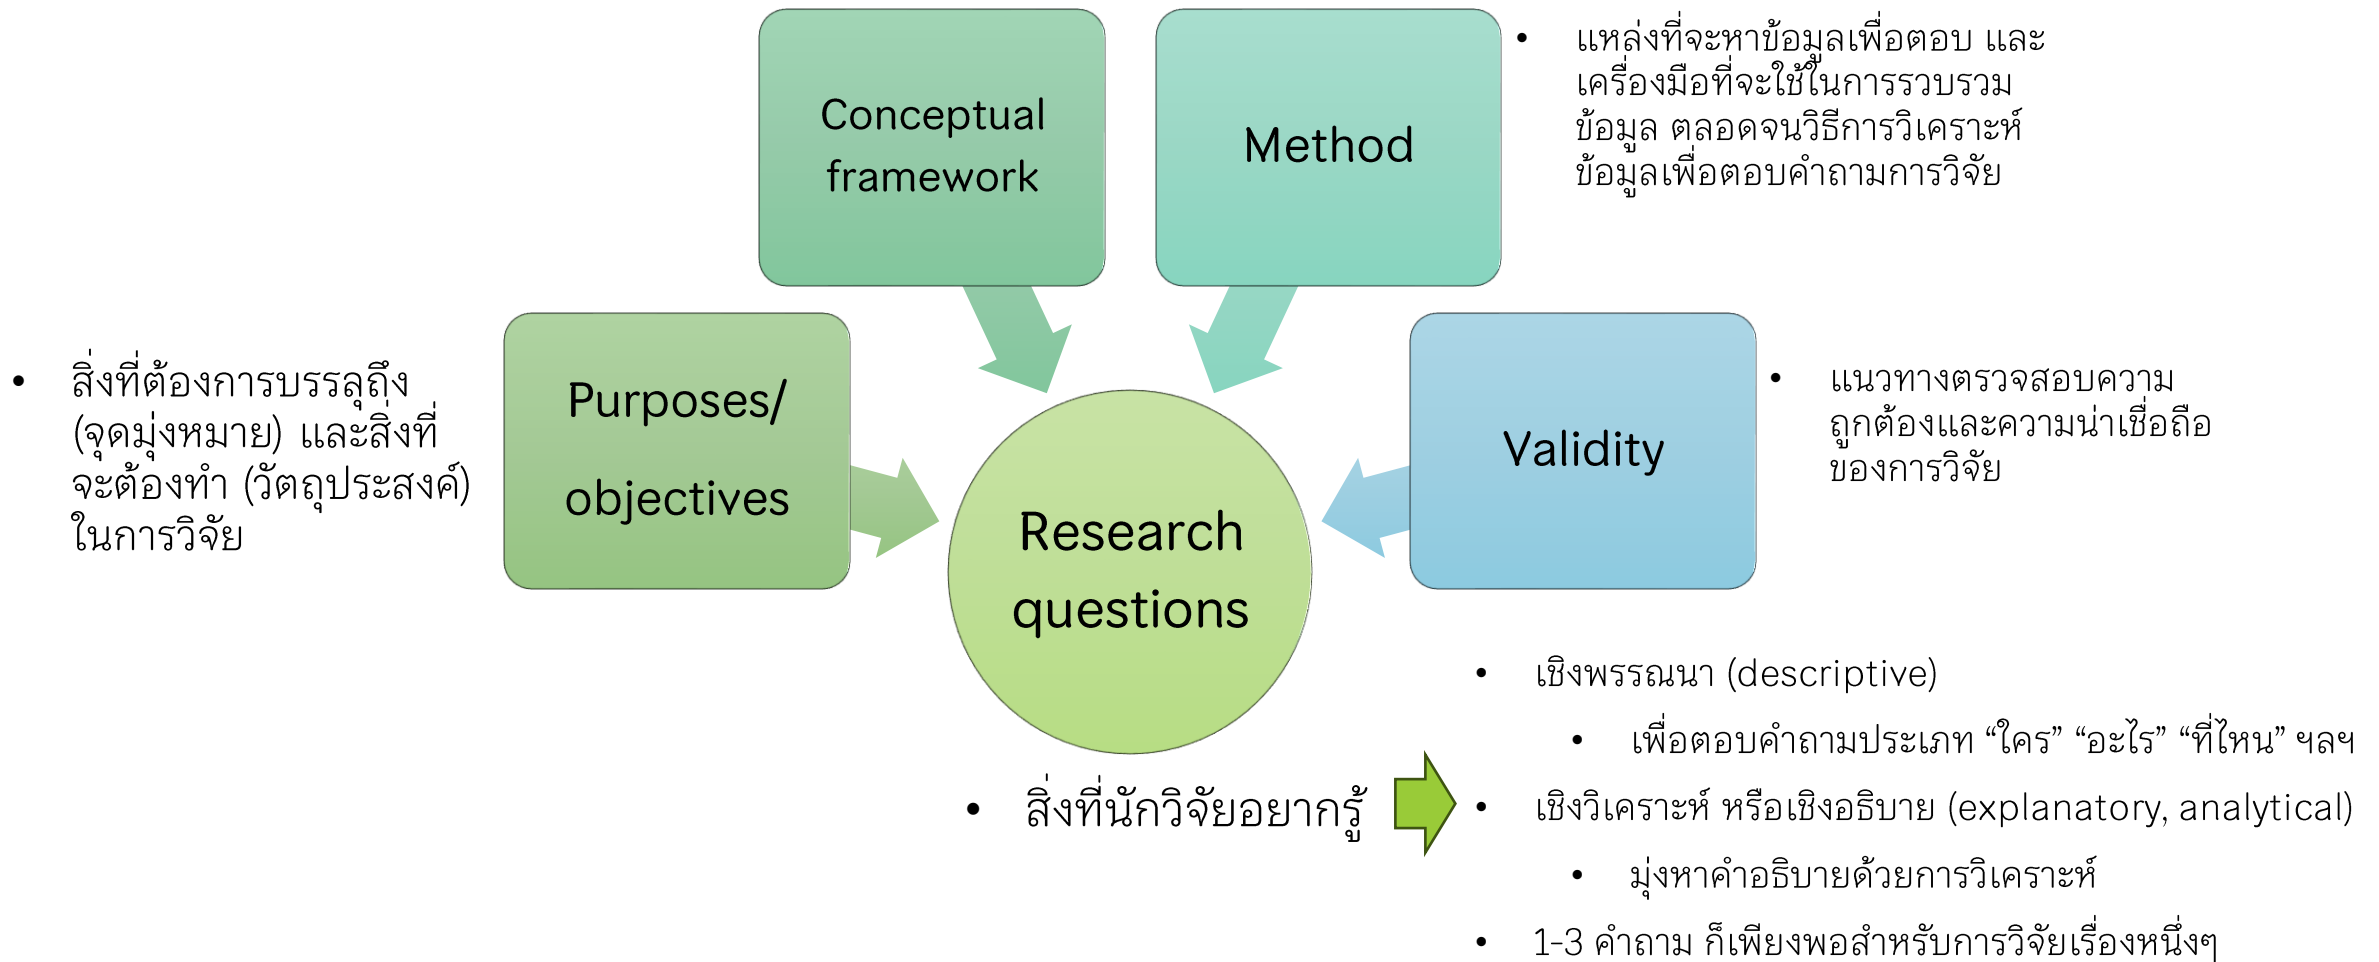 Conceptual
framework
Method
• แหล่งที่จะหาข้อมูลเพื่อตอบ และ
เครื่องมือที่จะใช้ในการรวบรวม
ข้อมูล ตลอดจนวิธีการวิเคราะห์
ข้อมูลเพื่อตอบคำถามการวิจัย
• สิ่งที่ต้องการบรรลุถึง
(จุดมุ่งหมาย) และสิ่งที่
จะต้องทำ (วัตถุประสงค์)
ในการวิจัย
Purposes/
objectives
Research
questions
Validity
• แนวทางตรวจสอบความ
ถูกต้องและความน่าเชื่อถือ
ของการวิจัย
• สิ่งที่นักวิจัยอยากรู้
• เชิงพรรณนา (descriptive)
• เพื่อตอบคำถามประเภท “ใคร” “อะไร” “ที่ไหน” ฯลฯ
• เชิงวิเคราะห์ หรือเชิงอธิบาย (explanatory, analytical)
• มุ่งหาคำอธิบายด้วยการวิเคราะห์
• 1-3 คำถาม ก็เพียงพอสำหรับการวิจัยเรื่องหนึ่งๆ